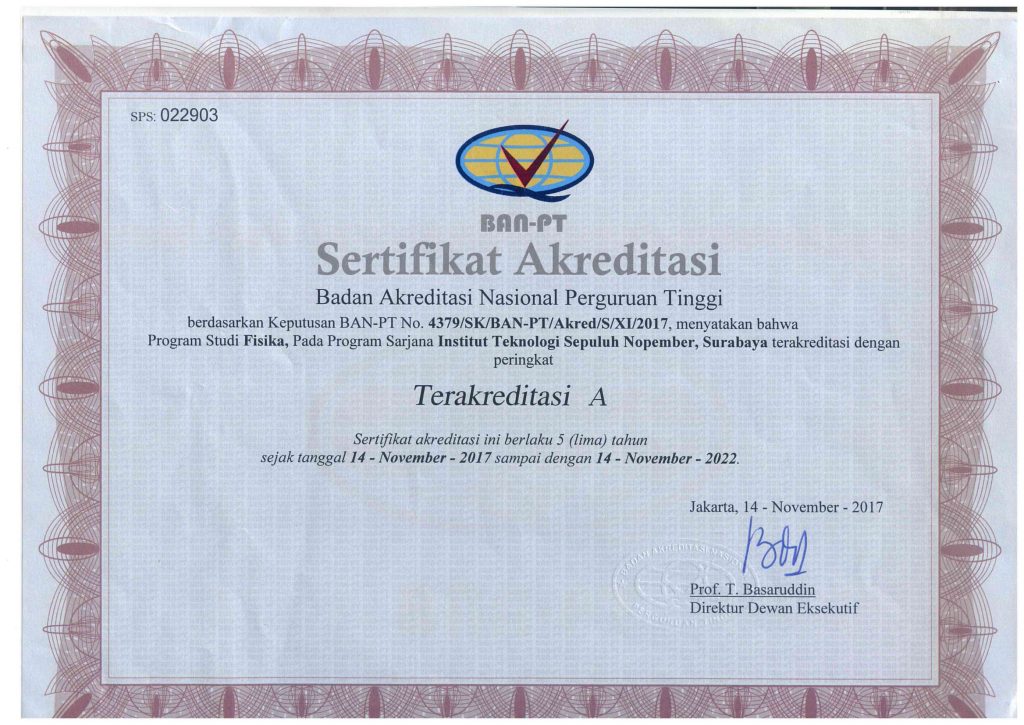 SPS: 022903
BAN-PT
Sertifikat Akreditasi
Badan Akreditasi Nasional Perguruan Tinggi
berdasarkan Keputusan BAN-PT No. 4379/SK/BAN-PT/Akred/S/XI/2017, menyatakan bahwa
Program Studi Fisika, Pada Program Sarjana Institut Teknologi Sepuluh Nopember, Surabaya terakreditasi dengan
peringkat
Terakreditasi A
Sertifikat akreditasi ini berlaku 5 (lima) tahun
sejak tanggal 14 - November - 2017 sampai dengan 14 - November - 2022.
Jakarta, 14 - November - 2017
BADAN AKREDITASI NASIONAL
Prof. T. Basaruddin
Direktur Dewan Eksekutif